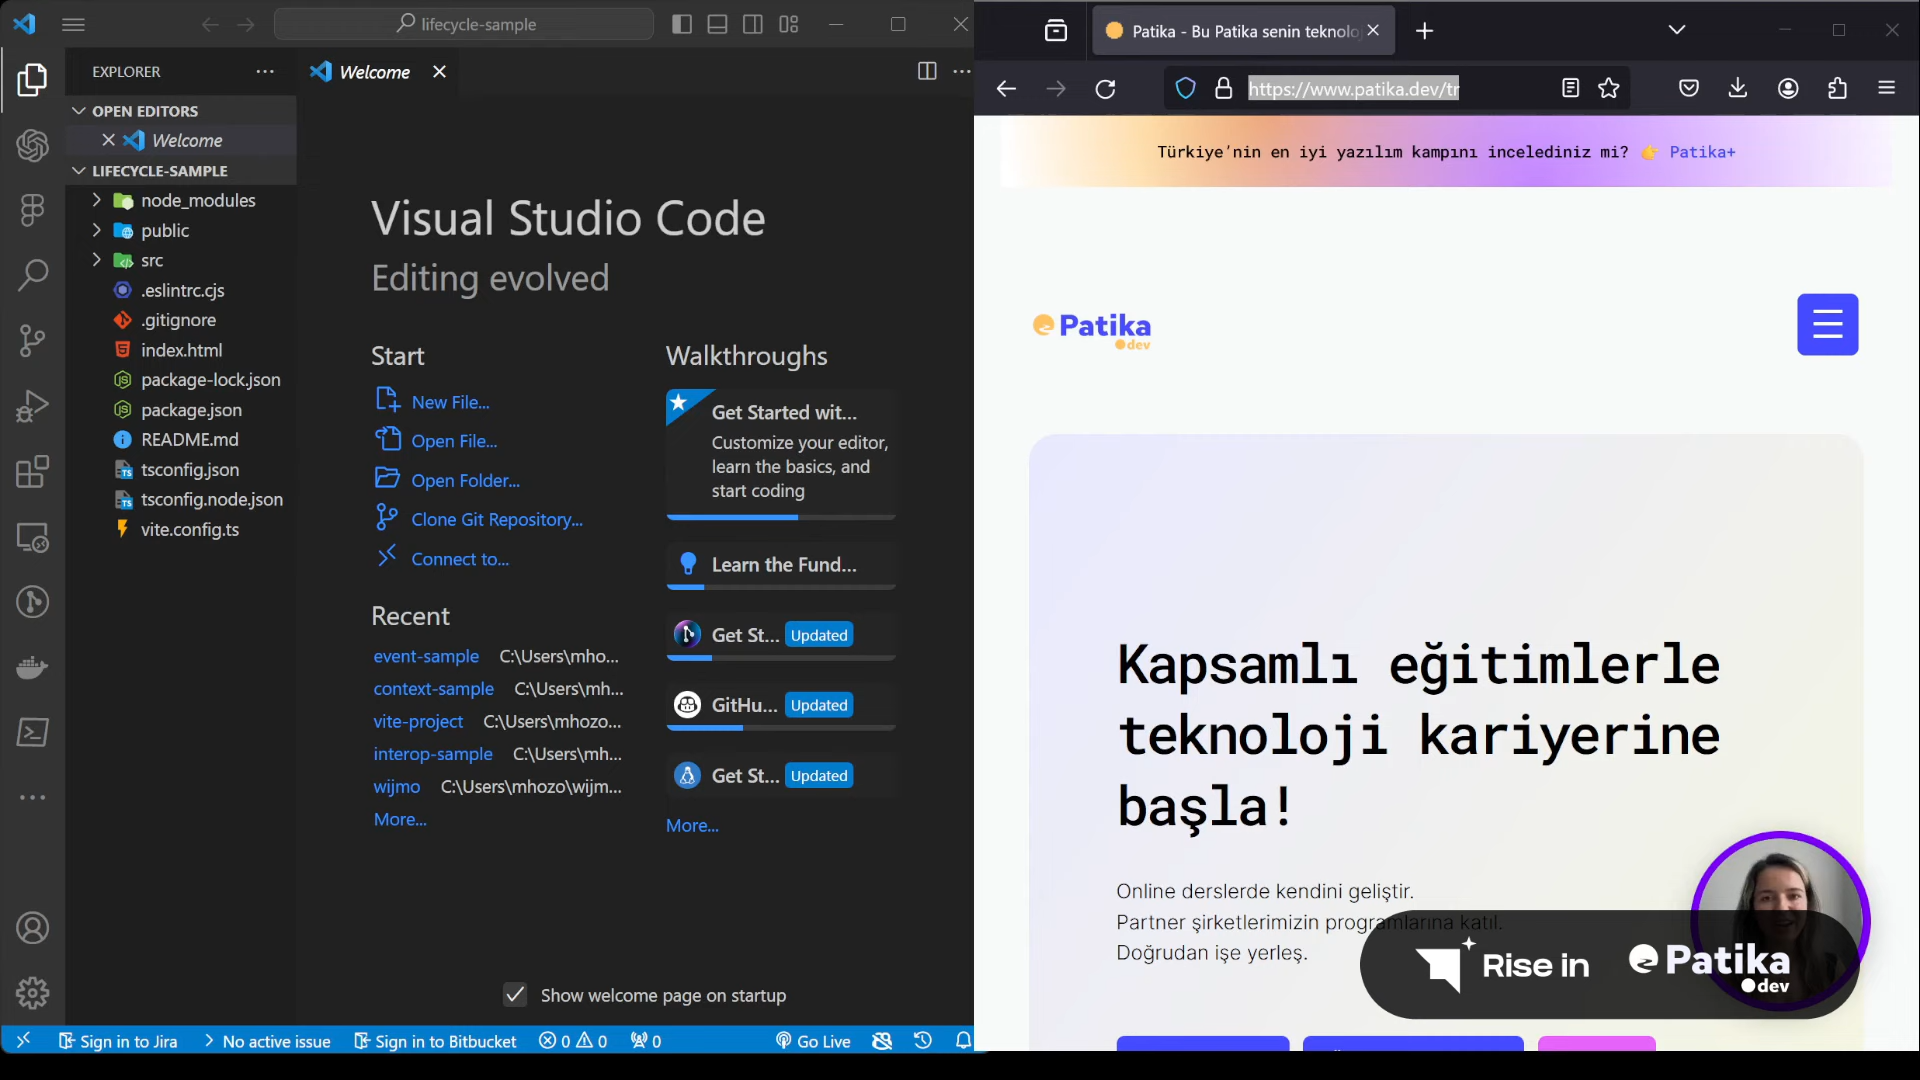 lifecycle-sample
EXPLORER
OPEN EDITORS
Welcome
LIFECYCLE-SAMPLE
node_modules
public
src
.eslintrc.cjs
.gitignore
index.html
package-lock.json
package.json
README.md
tsconfig.json
tsconfig.node.json
vite.config.ts
Welcome
Visual Studio Code
Editing evolved
Start
New File...
Open File...
Open Folder...
Clone Git Repository...
Connect to...
Recent
event-sample C:\Users\mho...
context-sample C:\Users\mh...
vite-project C:\Users\mhozo...
interop-sample C:\Users\mh...
wijmo C:\Users\mhozo\wijm...
More...
Walkthroughs
Get Started wit...
Customize your editor,
learn the basics, and
start coding
Learn the Fund...
Get St... Updated
GitHu... Updated
Get St... Updated
More...
Show welcome page on startup
Sign in to Jira No active issue Sign in to Bitbucket 0 0 0 Go Live
Patika - Bu Patika senin teknolo
https://www.patika.dev/tr
Türkiye'nin en iyi yazılım kampını incelediniz mi? 👉 Patika+
Patika
dev
Kapsamlı eğitimlerle
teknoloji kariyerine
başla!
Online derslerde kendini geliştir.
Partner şirketlerimizin programlarına katıl.
Doğrudan işe yerleş.
Rise in Patika
dev